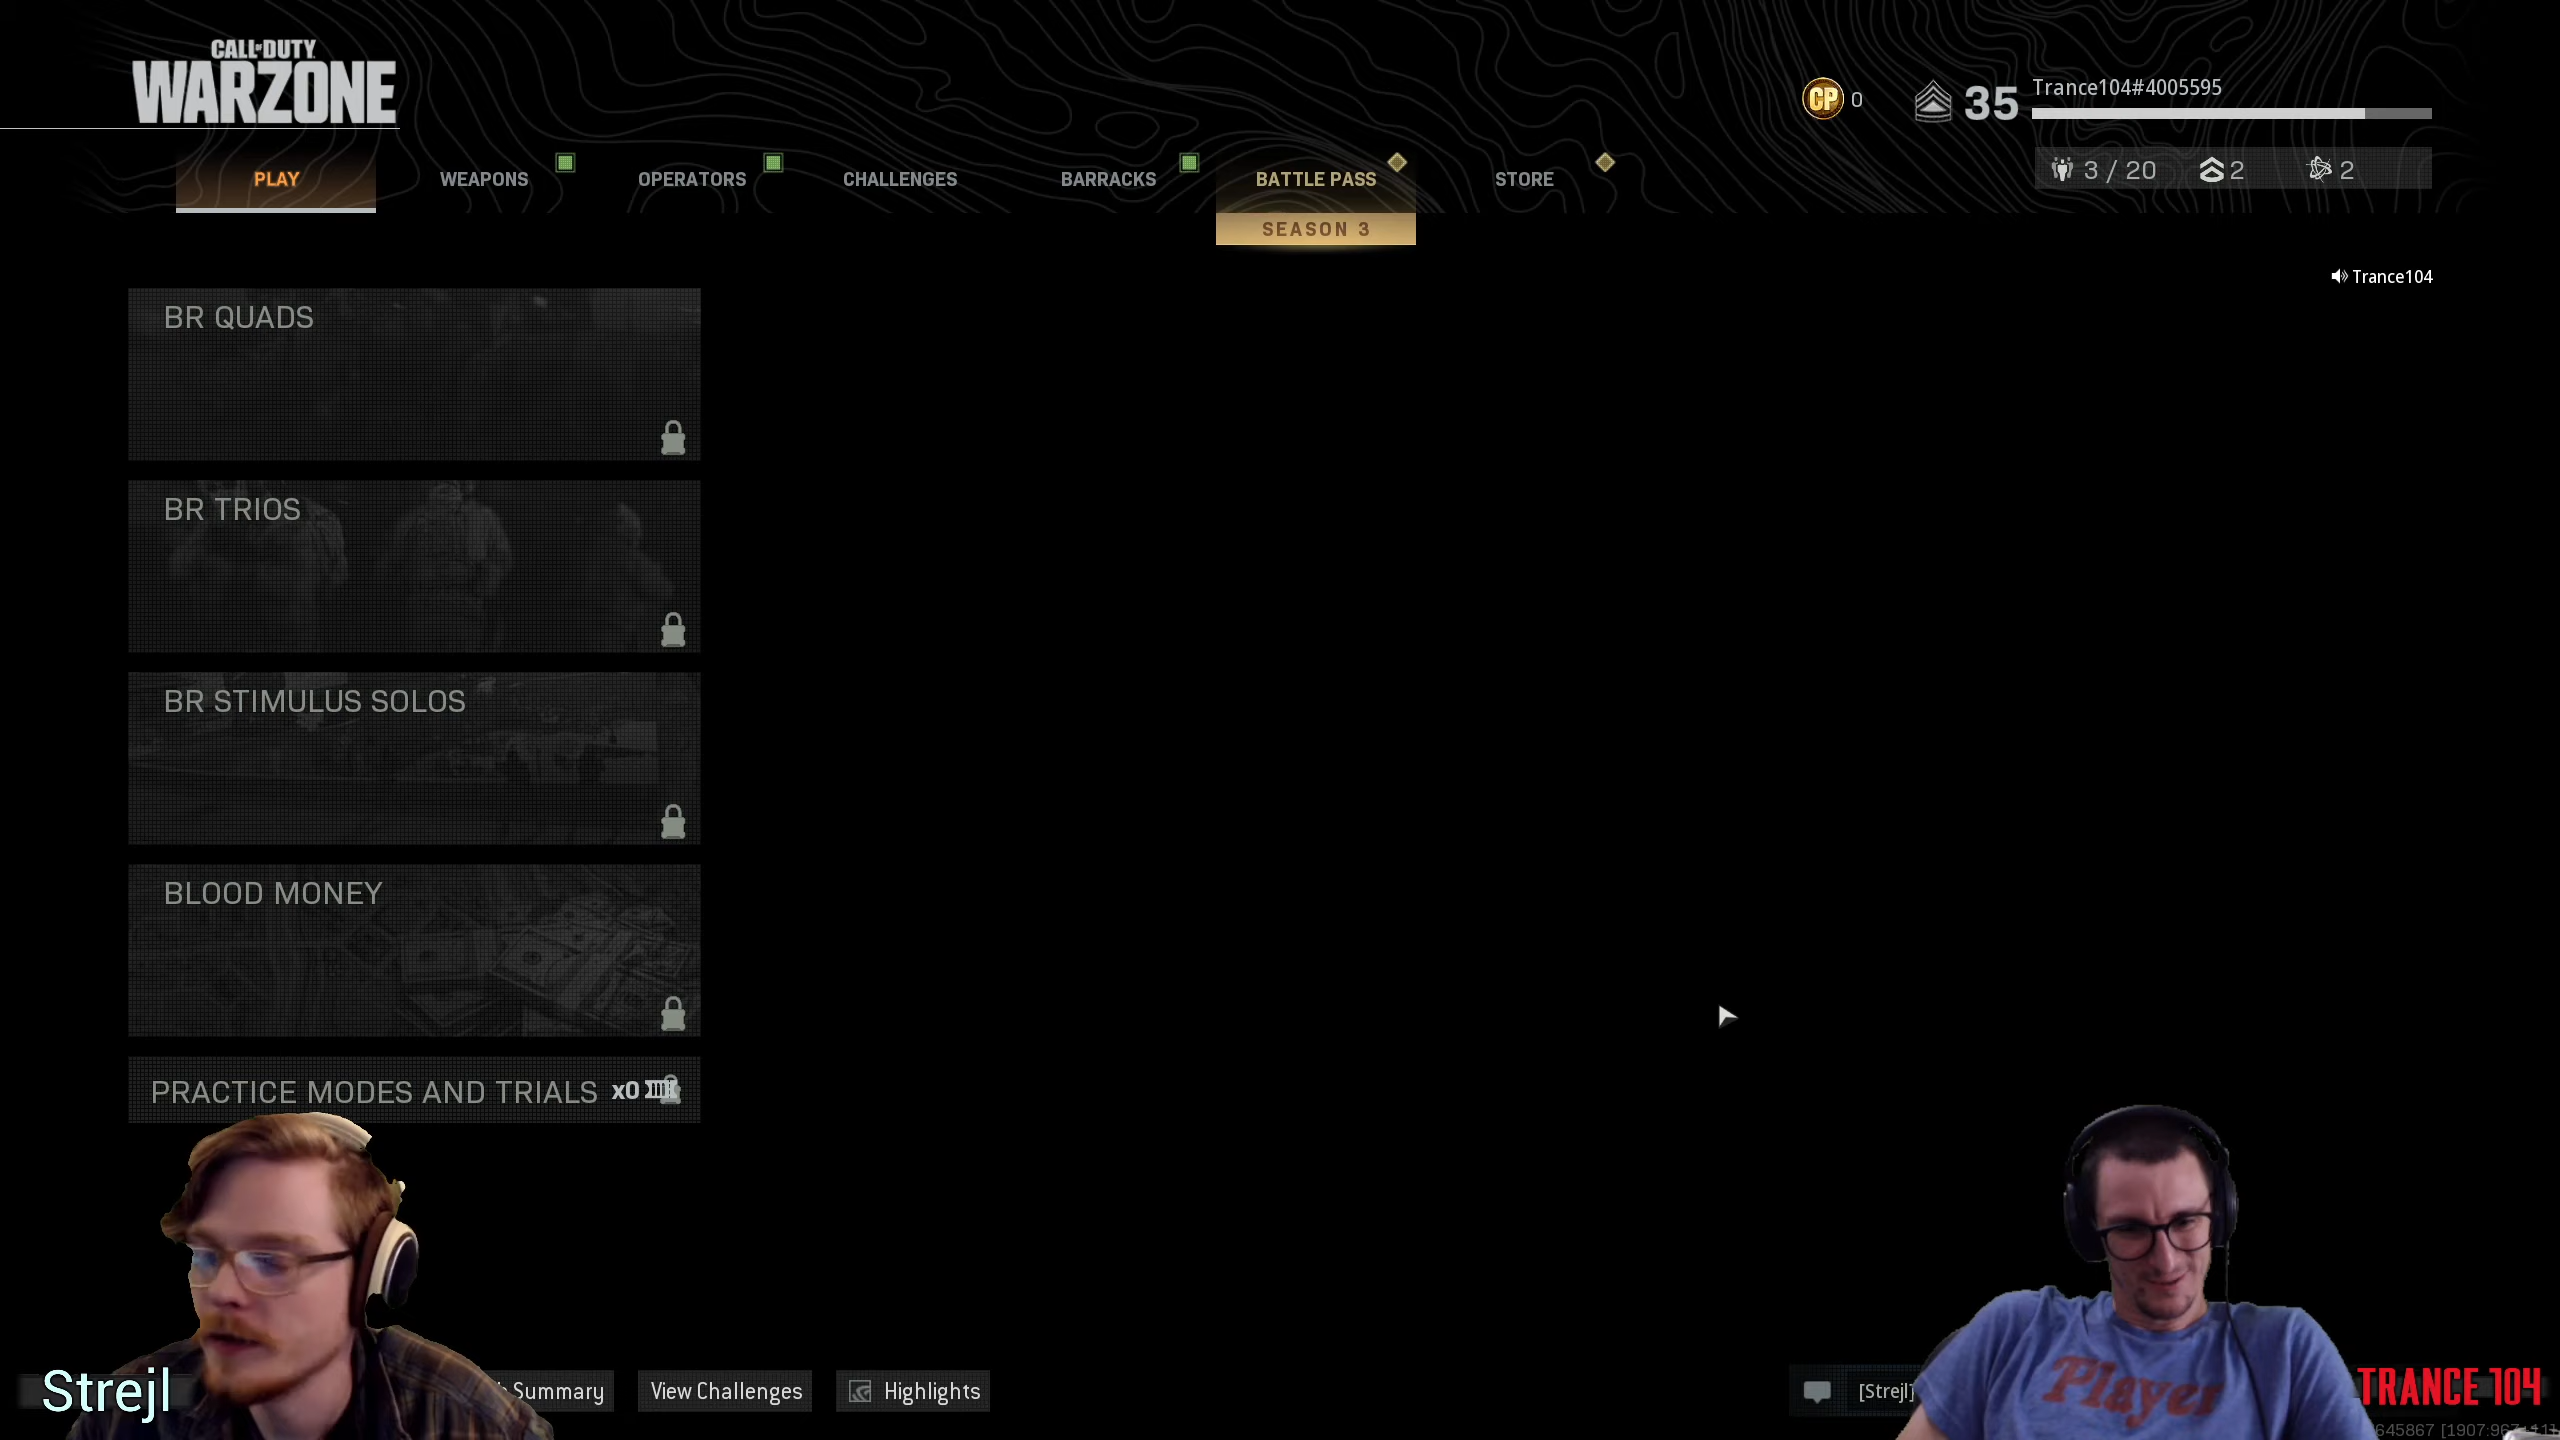 CALL OF DUTY
WARZONE
CP 0
35
Trance104#4005595
PLAY
WEAPONS
OPERATORS
CHALLENGES
BARRACKS
BATTLE PASS
STORE
3 / 20
2
2
SEASON 3
Trance104
BR QUADS
BR TRIOS
BR STIMULUS SOLOS
BLOOD MONEY
PRACTICE MODES AND TRIALS x0
Strejl
Summary
View Challenges
Highlights
[Strejl]
Player
TRANCE 104